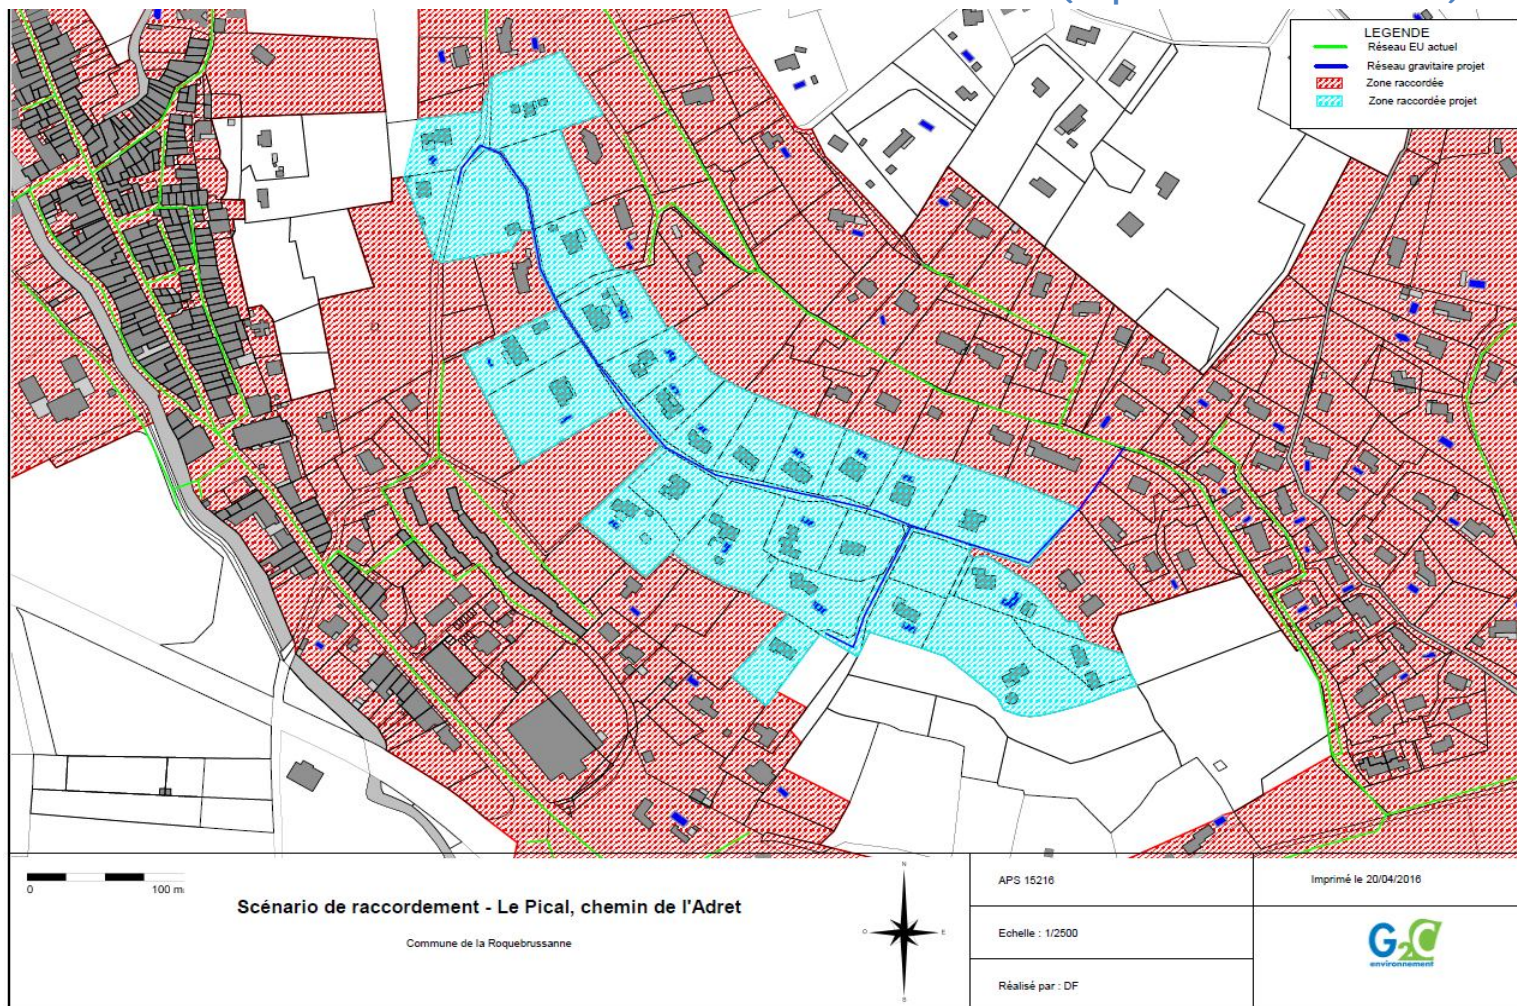 LEGENDE
Réseau EU actuel
Réseau gravitaire projet
Zone raccordée
Zone raccordée projet
0
100 m
Scénario de raccordement - Le Pical, chemin de l'Adret
Commune de la Roquebrussanne
N
O
E
S
APS 15216
Imprimé le 20/04/2016
Echelle : 1/2500
G2C
environnement
Réalisé par : DF